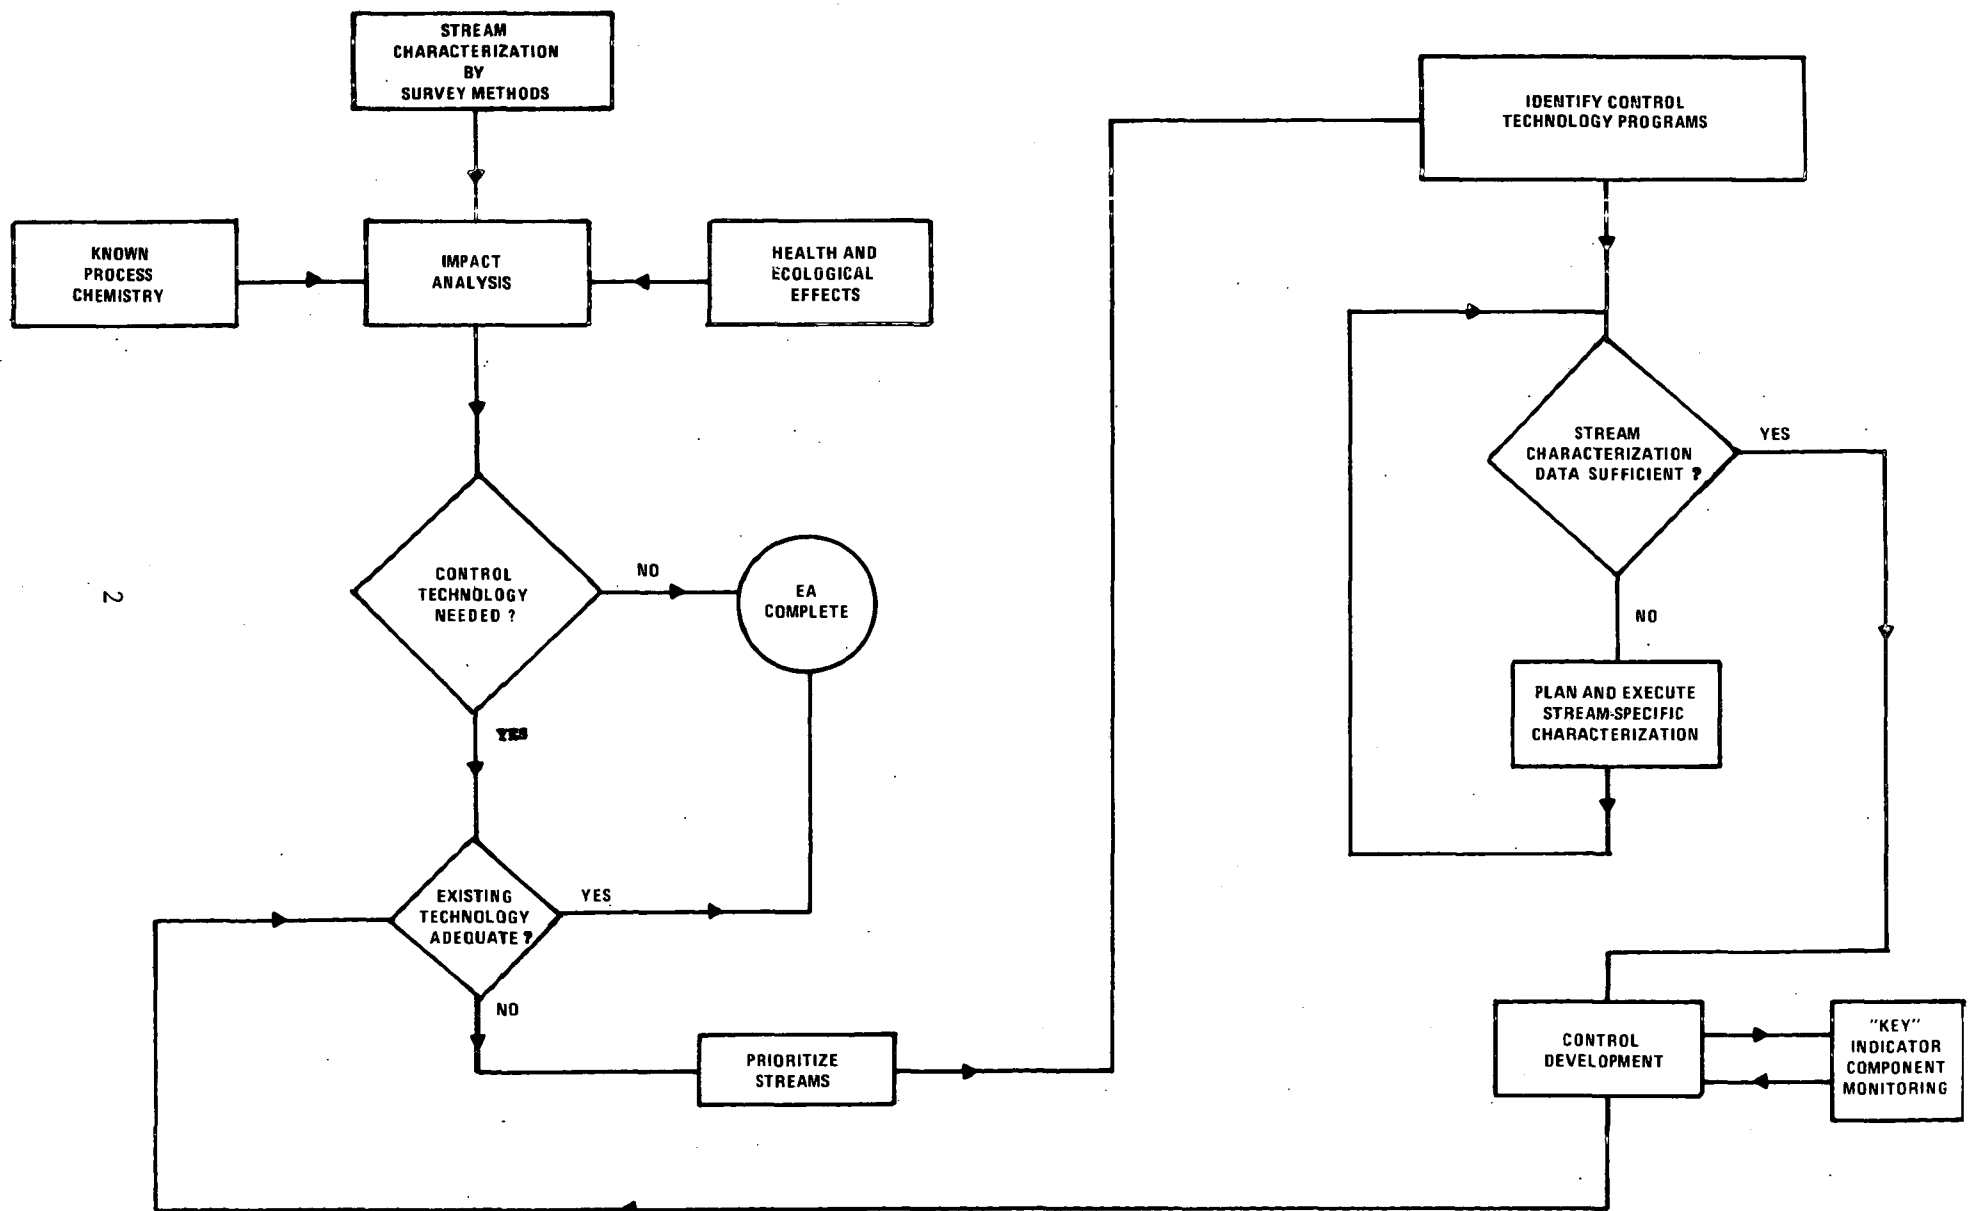 STREAM
CHARACTERIZATION
BY
SURVEY METHODS
KNOWN
PROCESS
CHEMISTRY
IMPACT
ANALYSIS
HEALTH AND
ECOLOGICAL
EFFECTS
CONTROL
TECHNOLOGY
NEEDED ?
NO
EA
COMPLETE
YES
EXISTING
TECHNOLOGY
ADEQUATE ?
YES
NO
PRIORITIZE
STREAMS
IDENTIFY CONTROL
TECHNOLOGY PROGRAMS
STREAM
CHARACTERIZATION
DATA SUFFICIENT ?
YES
NO
PLAN AND EXECUTE
STREAM-SPECIFIC
CHARACTERIZATION
CONTROL
DEVELOPMENT
"KEY"
INDICATOR
COMPONENT
MONITORING
2